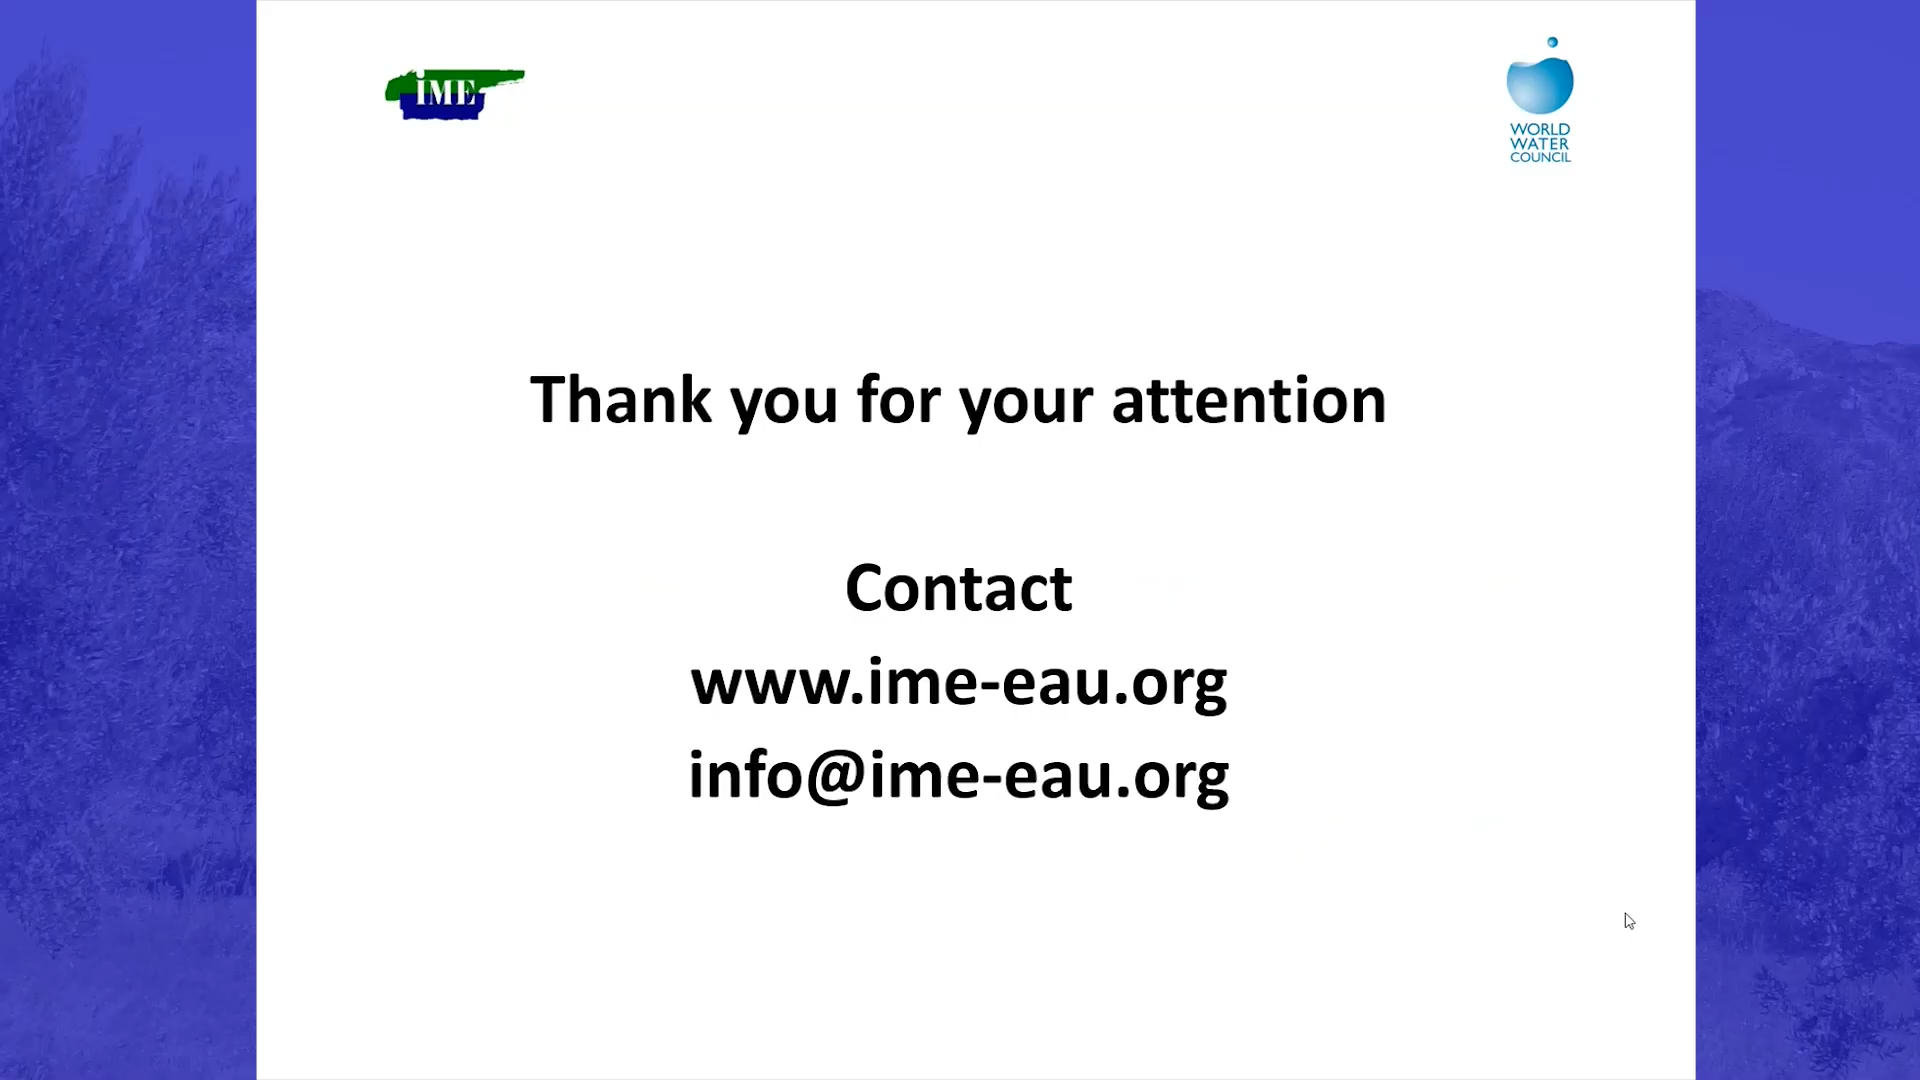 IME
WORLD
WATER
COUNCIL
Thank you for your attention
Contact
www.ime-eau.org
info@ime-eau.org